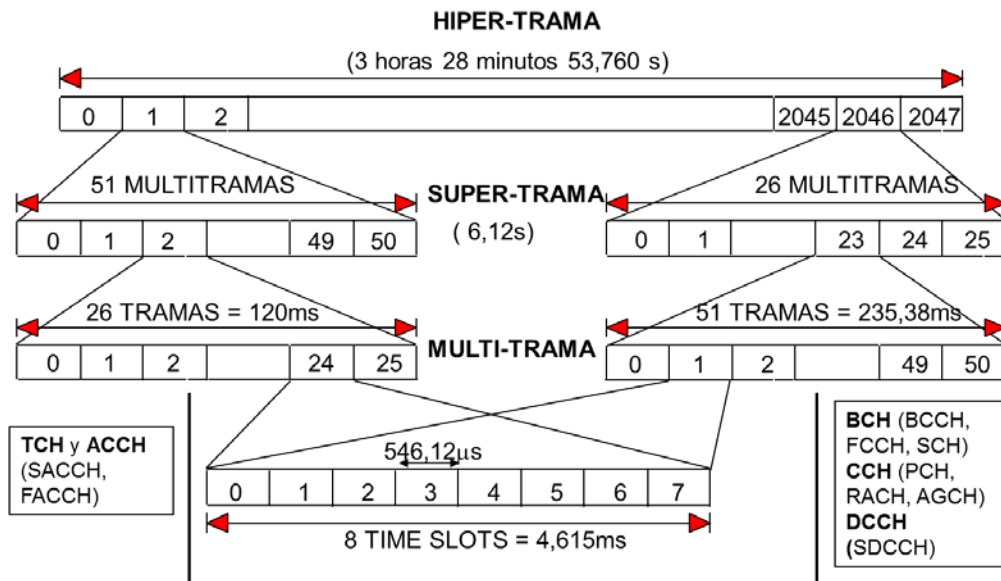 HIPER-TRAMA
(3 horas 28 minutos 53,760 s)
0 1 2 2045 2046 2047
51 MULTITRAMAS SUPER-TRAMA 26 MULTITRAMAS
( 6,12s)
0 1 2 49 50 0 1 23 24 25
26 TRAMAS = 120ms 51 TRAMAS = 235,38ms
MULTI-TRAMA
0 1 2 24 25 0 1 2 49 50
TCH y ACCH
(SACCH,
FACCH)
546,12μs
0 1 2 3 4 5 6 7
8 TIME SLOTS = 4,615ms
BCH (BCCH,
FCCH, SCH)
CCH (PCH,
RACH, AGCH)
DCCH
(SDCCH)